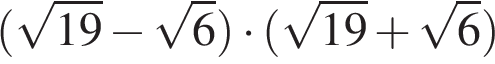 (√19 − √6) · (√19 + √6)